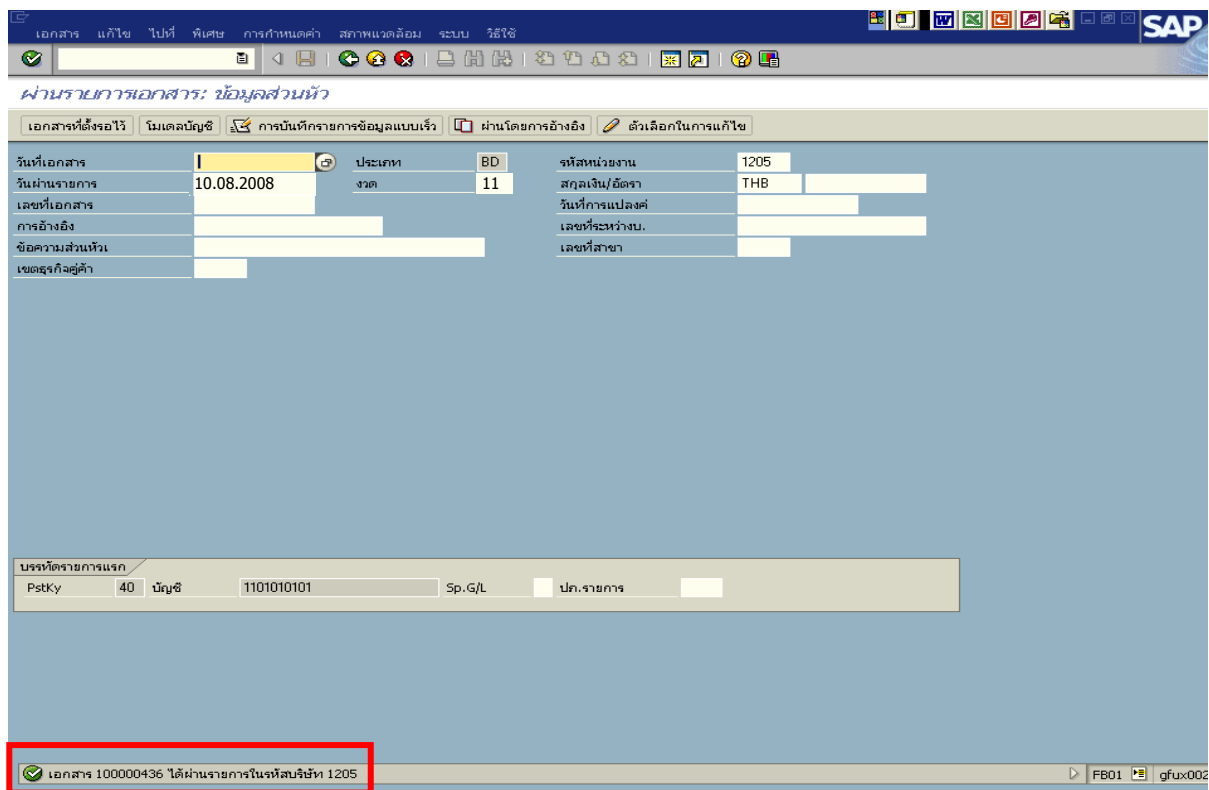 SAP
เอกสาร แก้ไข ไปที่ พิเศษ การกำหนดค่า สภาพแวดล้อม ระบบ วิธีใช้
ผ่านรายการเอกสาร: ข้อมูลส่วนหัว
เอกสารที่ตั้งรอไว้ โมเดลบัญชี การบันทึกรายการข้อมูลแบบเร็ว ผ่านโดยการอ้างอิง ตัวเลือกในการแก้ไข
วันที่เอกสาร ประเภท BD รหัสหน่วยงาน 1205
วันผ่านรายการ 10.08.2008 งวด 11 สกุลเงิน/อัตรา THB
เลขที่เอกสาร วันที่การแปลงค่
การอ้างอิง เลขที่ระหว่างบ.
ข้อความส่วนหัวเ เลขที่สาขา
เขตธุรกิจคู่ค้า
บรรทัดรายการแรก
PstKy 40 บัญชี 1101010101 Sp.G/L ปภ.รายการ
เอกสาร 100000436 ได้ผ่านรายการในรหัสบริษัท 1205 FB01 gfux002